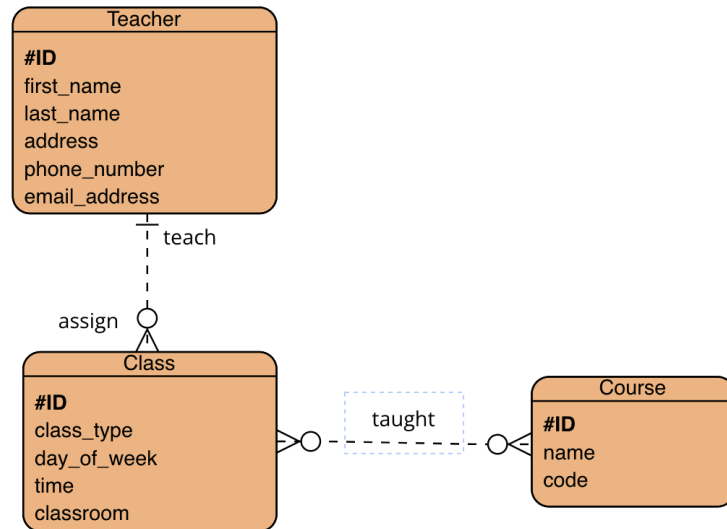 Teacher
#ID
first_name
last_name
address
phone_number
email_address
teach
assign
Class
#ID
class_type
day_of_week
time
classroom
taught
Course
#ID
name
code